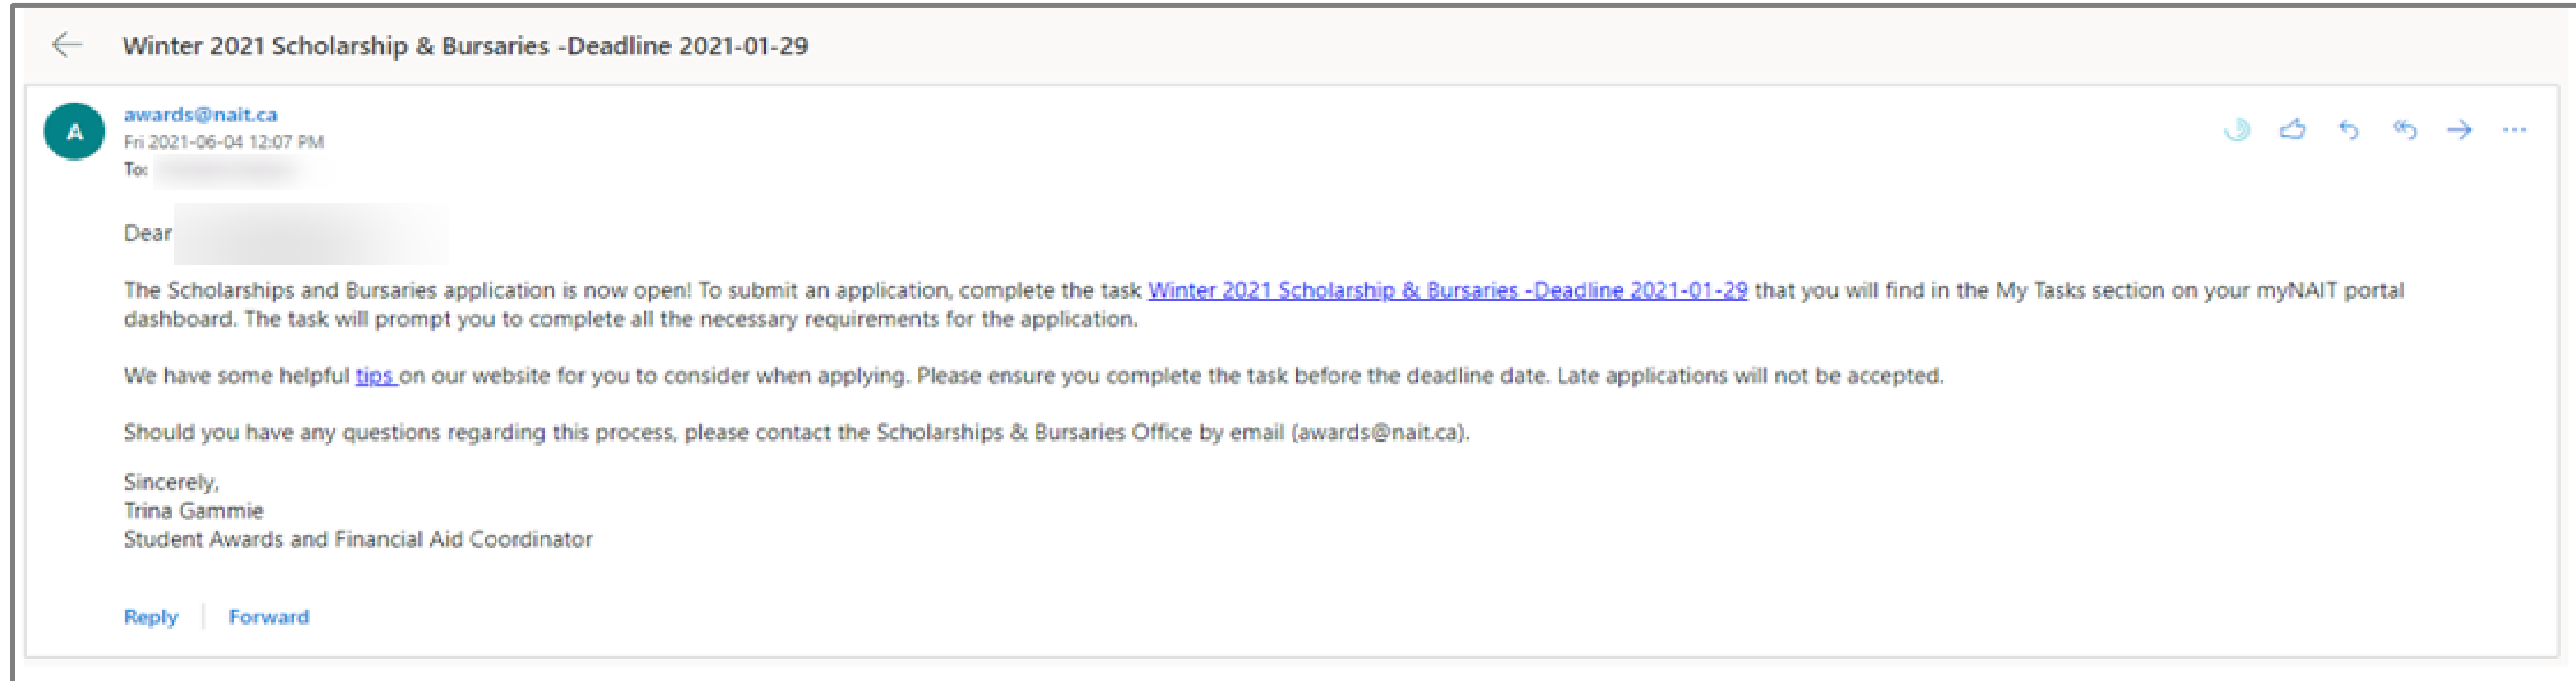 Winter 2021 Scholarship & Bursaries -Deadline 2021-01-29
A
awards@nait.ca
Fri 2021-06-04 12:07 PM
To:
Dear
The Scholarships and Bursaries application is now open! To submit an application, complete the task Winter 2021 Scholarship & Bursaries -Deadline 2021-01-29 that you will find in the My Tasks section on your myNAIT portal
dashboard. The task will prompt you to complete all the necessary requirements for the application.
We have some helpful tips on our website for you to consider when applying. Please ensure you complete the task before the deadline date. Late applications will not be accepted.
Should you have any questions regarding this process, please contact the Scholarships & Bursaries Office by email (awards@nait.ca).
Sincerely,
Trina Gammie
Student Awards and Financial Aid Coordinator
Reply | Forward